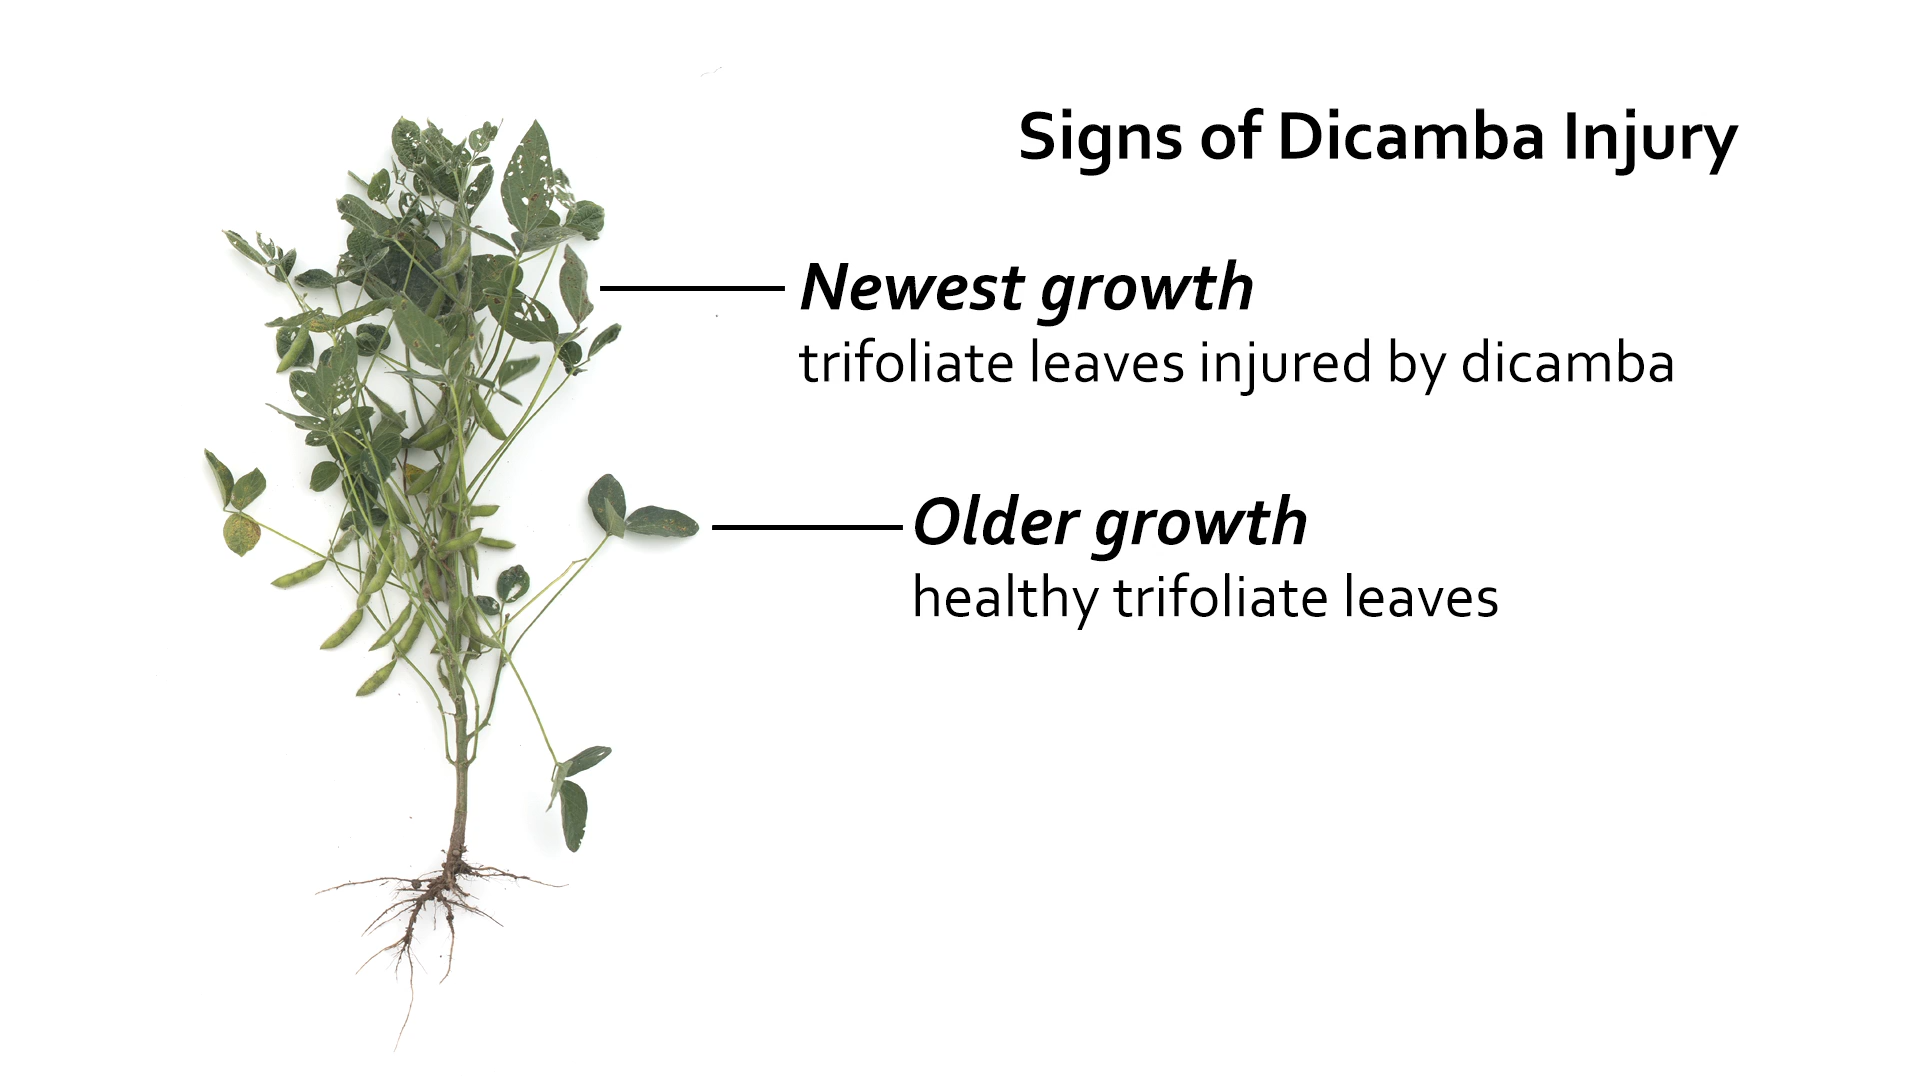 Signs of Dicamba Injury
Newest growth
trifoliate leaves injured by dicamba
Older growth
healthy trifoliate leaves